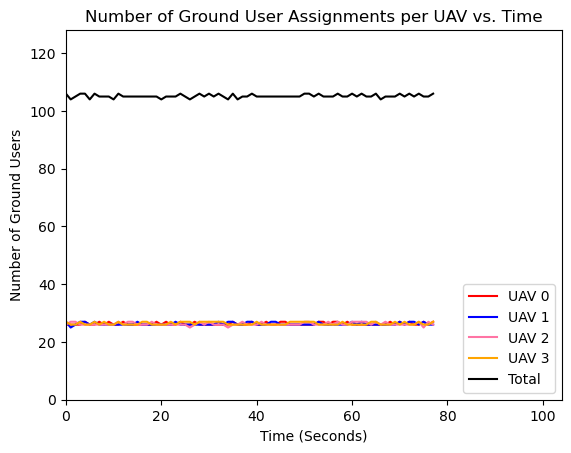 Number of Ground User Assignments per UAV vs. Time
Number of Ground Users
120
100
80
60
40
20
0
0 20 40 60 80 100
Time (Seconds)
UAV 0
UAV 1
UAV 2
UAV 3
Total